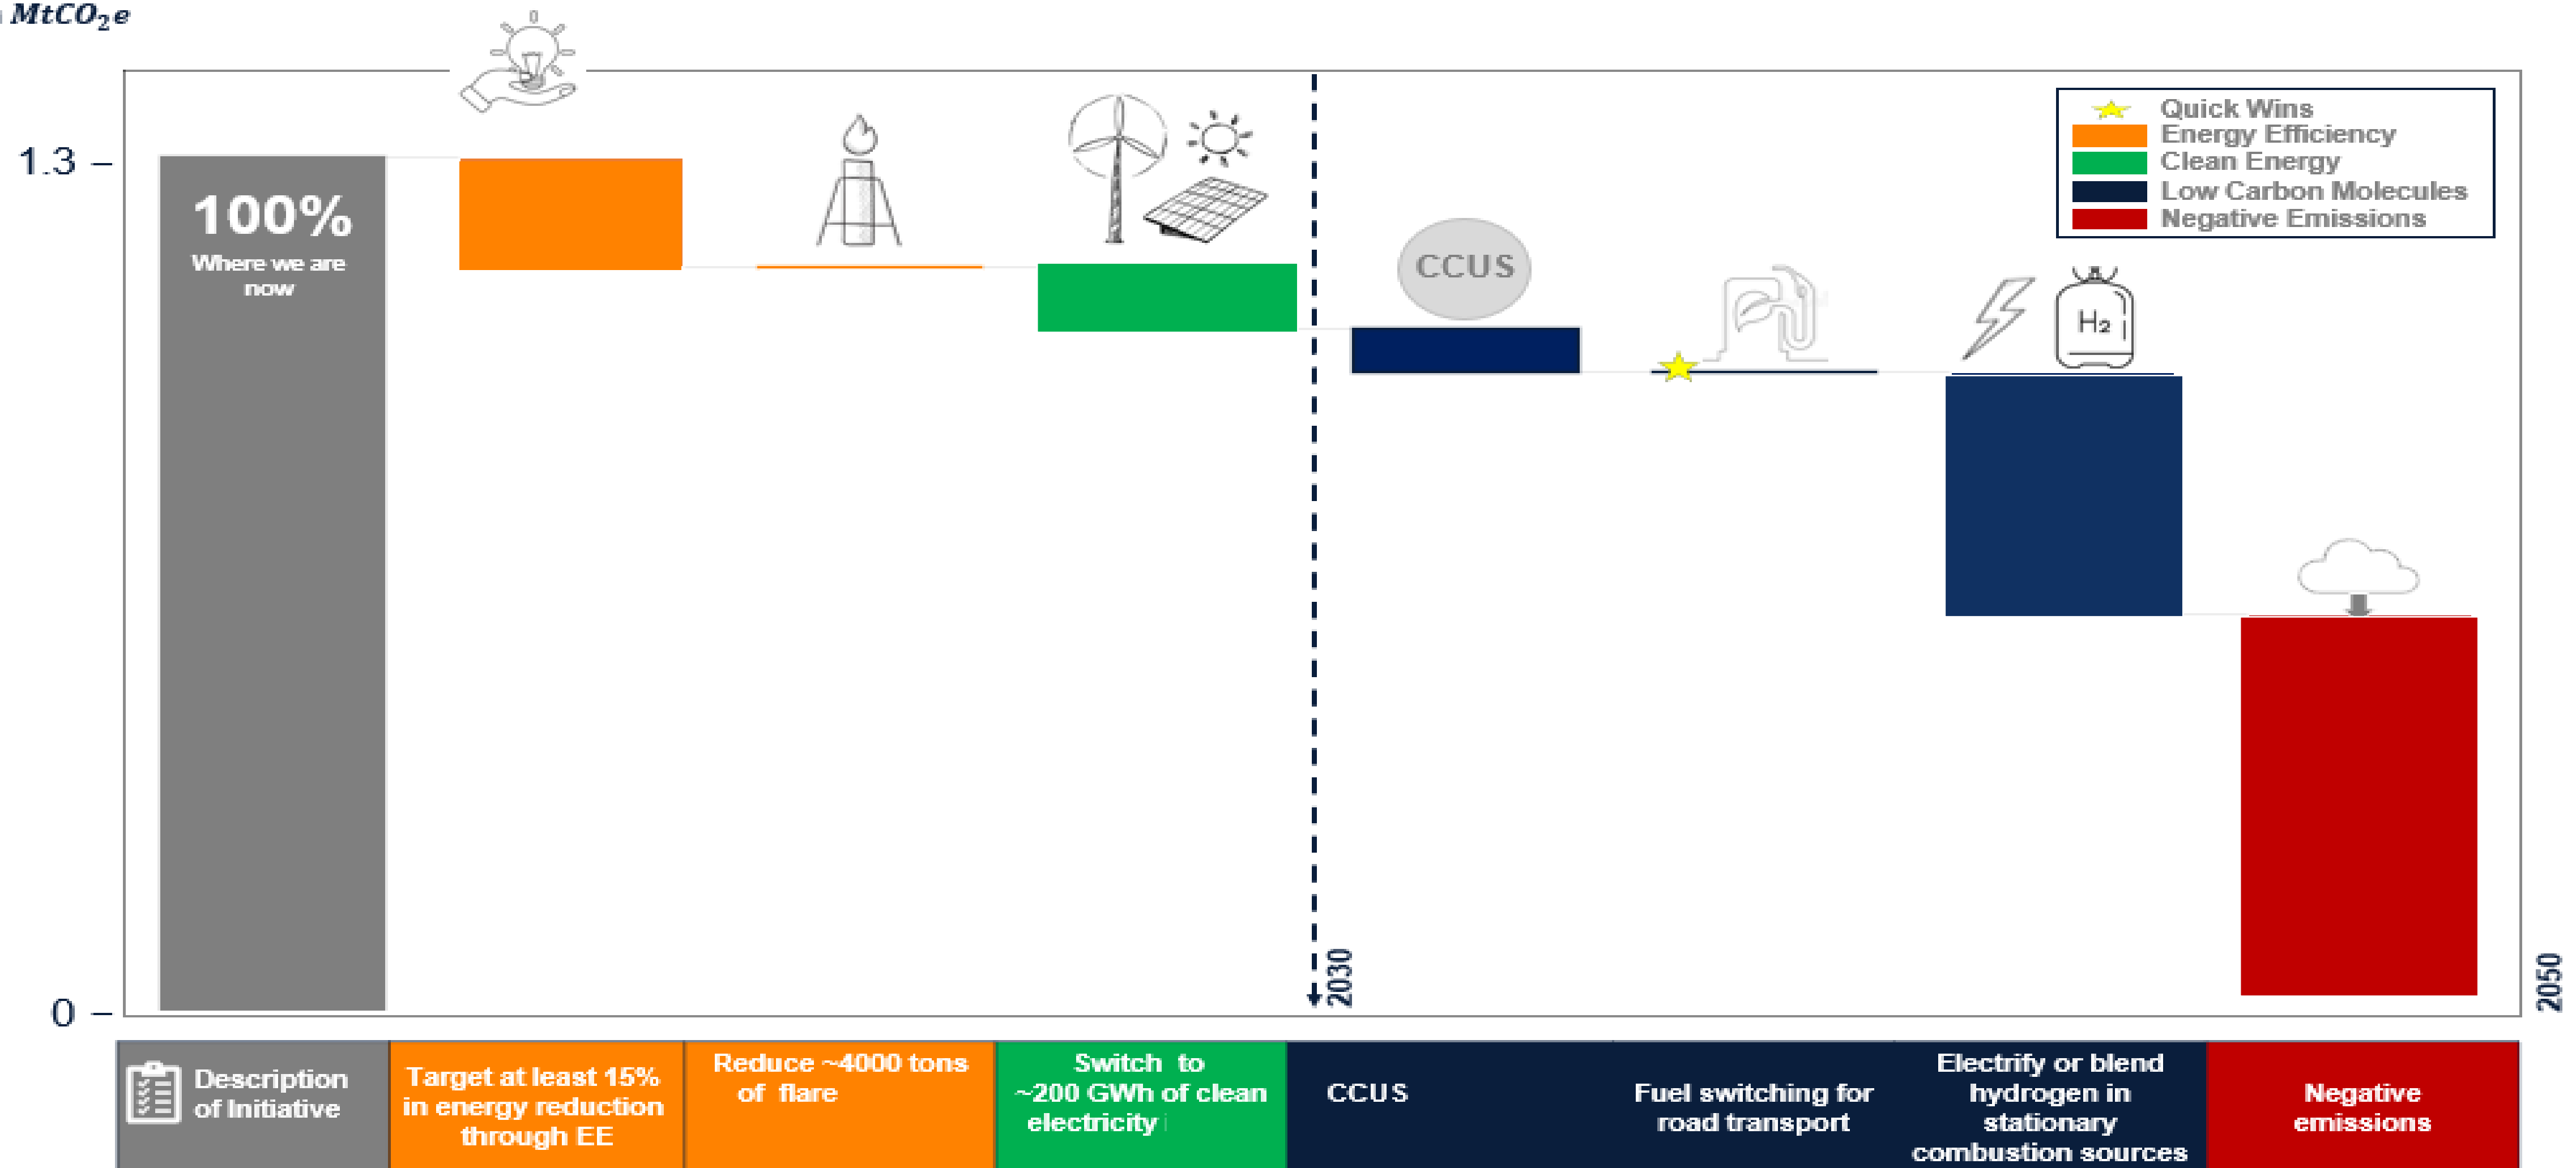 MtCO₂e
1.3
0
100%
Where we are
now
CCUS
H₂
Quick Wins
Energy Efficiency
Clean Energy
Low Carbon Molecules
Negative Emissions
2030
2050
Description
of Initiative
Target at least 15%
in energy reduction
through EE
Reduce ~4000 tons
of flare
Switch to
~200 GWh of clean
electricity
CCUS
Fuel switching for
road transport
Electrify or blend
hydrogen in
stationary
combustion sources
Negative
emissions